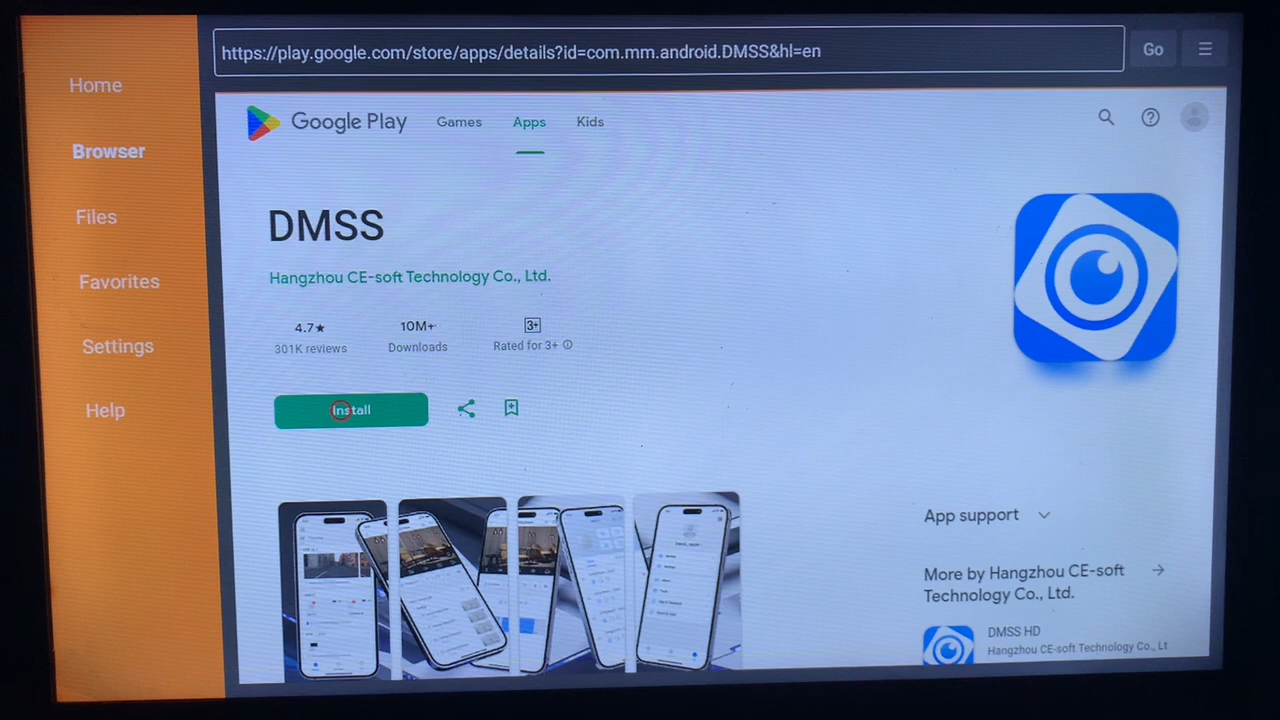 https://play.google.com/store/apps/details?id=com.mm.android.DMSS&hl=en
Go
Home
Browser
Files
Favorites
Settings
Help
Google Play
Games
Apps
Kids
DMSS
Hangzhou CE-soft Technology Co., Ltd.
4.7★
301K reviews
10M+
Downloads
3+
Rated for 3+
Install
App support
More by Hangzhou CE-soft
Technology Co., Ltd.
DMSS HD
Hangzhou CE-soft Technology Co., Lt